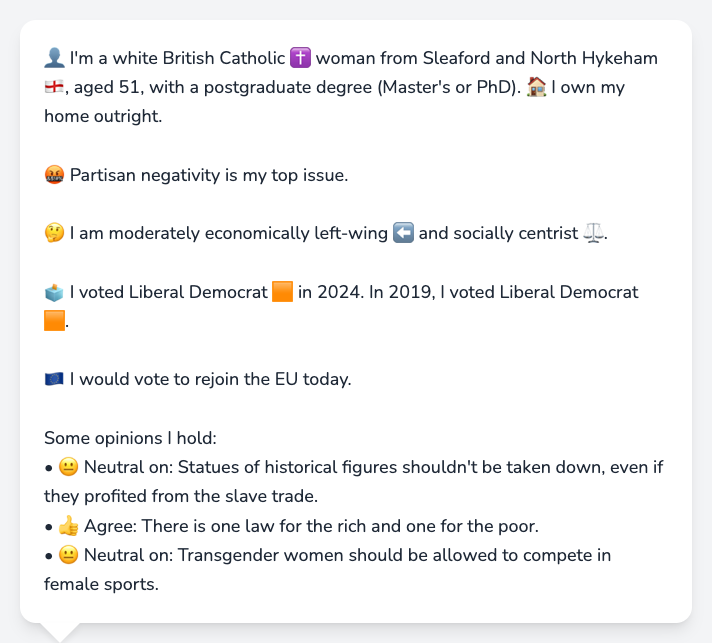 👤 I'm a white British Catholic ✝️ woman from Sleaford and North Hykeham
🏴󠁧󠁢󠁥󠁮󠁧󠁿, aged 51, with a postgraduate degree (Master's or PhD). 🏠 I own my
home outright.
🤬 Partisan negativity is my top issue.
🤔 I am moderately economically left-wing ⬅️ and socially centrist ⚖️.
🗳️ I voted Liberal Democrat 🟧 in 2024. In 2019, I voted Liberal Democrat
🟧.
🇪🇺 I would vote to rejoin the EU today.
Some opinions I hold:
• 😐 Neutral on: Statues of historical figures shouldn't be taken down, even if
they profited from the slave trade.
• 👍 Agree: There is one law for the rich and one for the poor.
• 😐 Neutral on: Transgender women should be allowed to compete in
female sports.